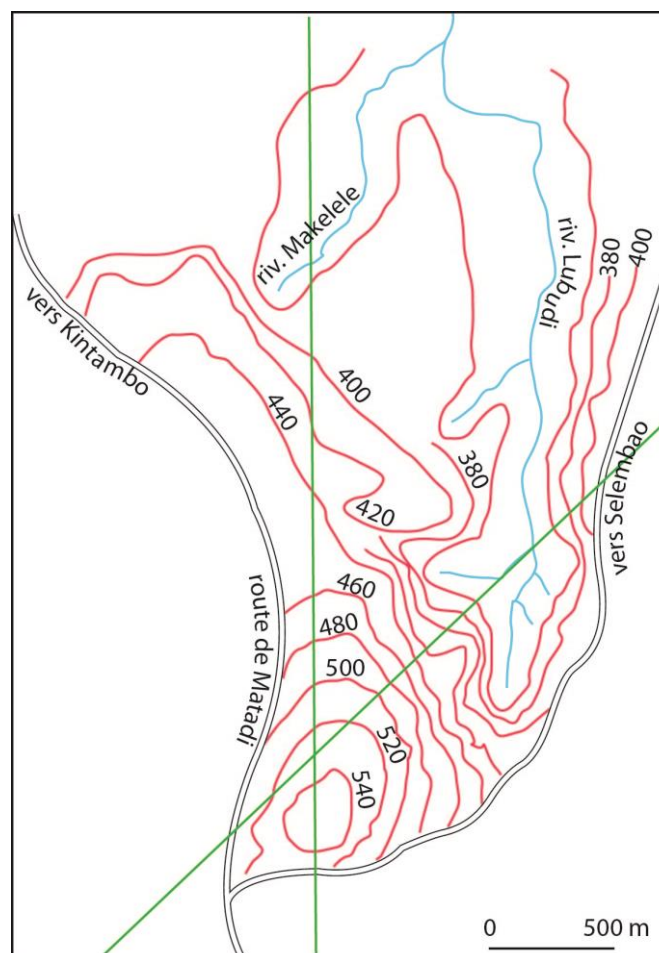 riv. Makelele
riv. Lubudi
380
400
vers Kintambo
400
440
vers Selembao
380
420
460
480
route de Matadi
500
520
540
0 500 m